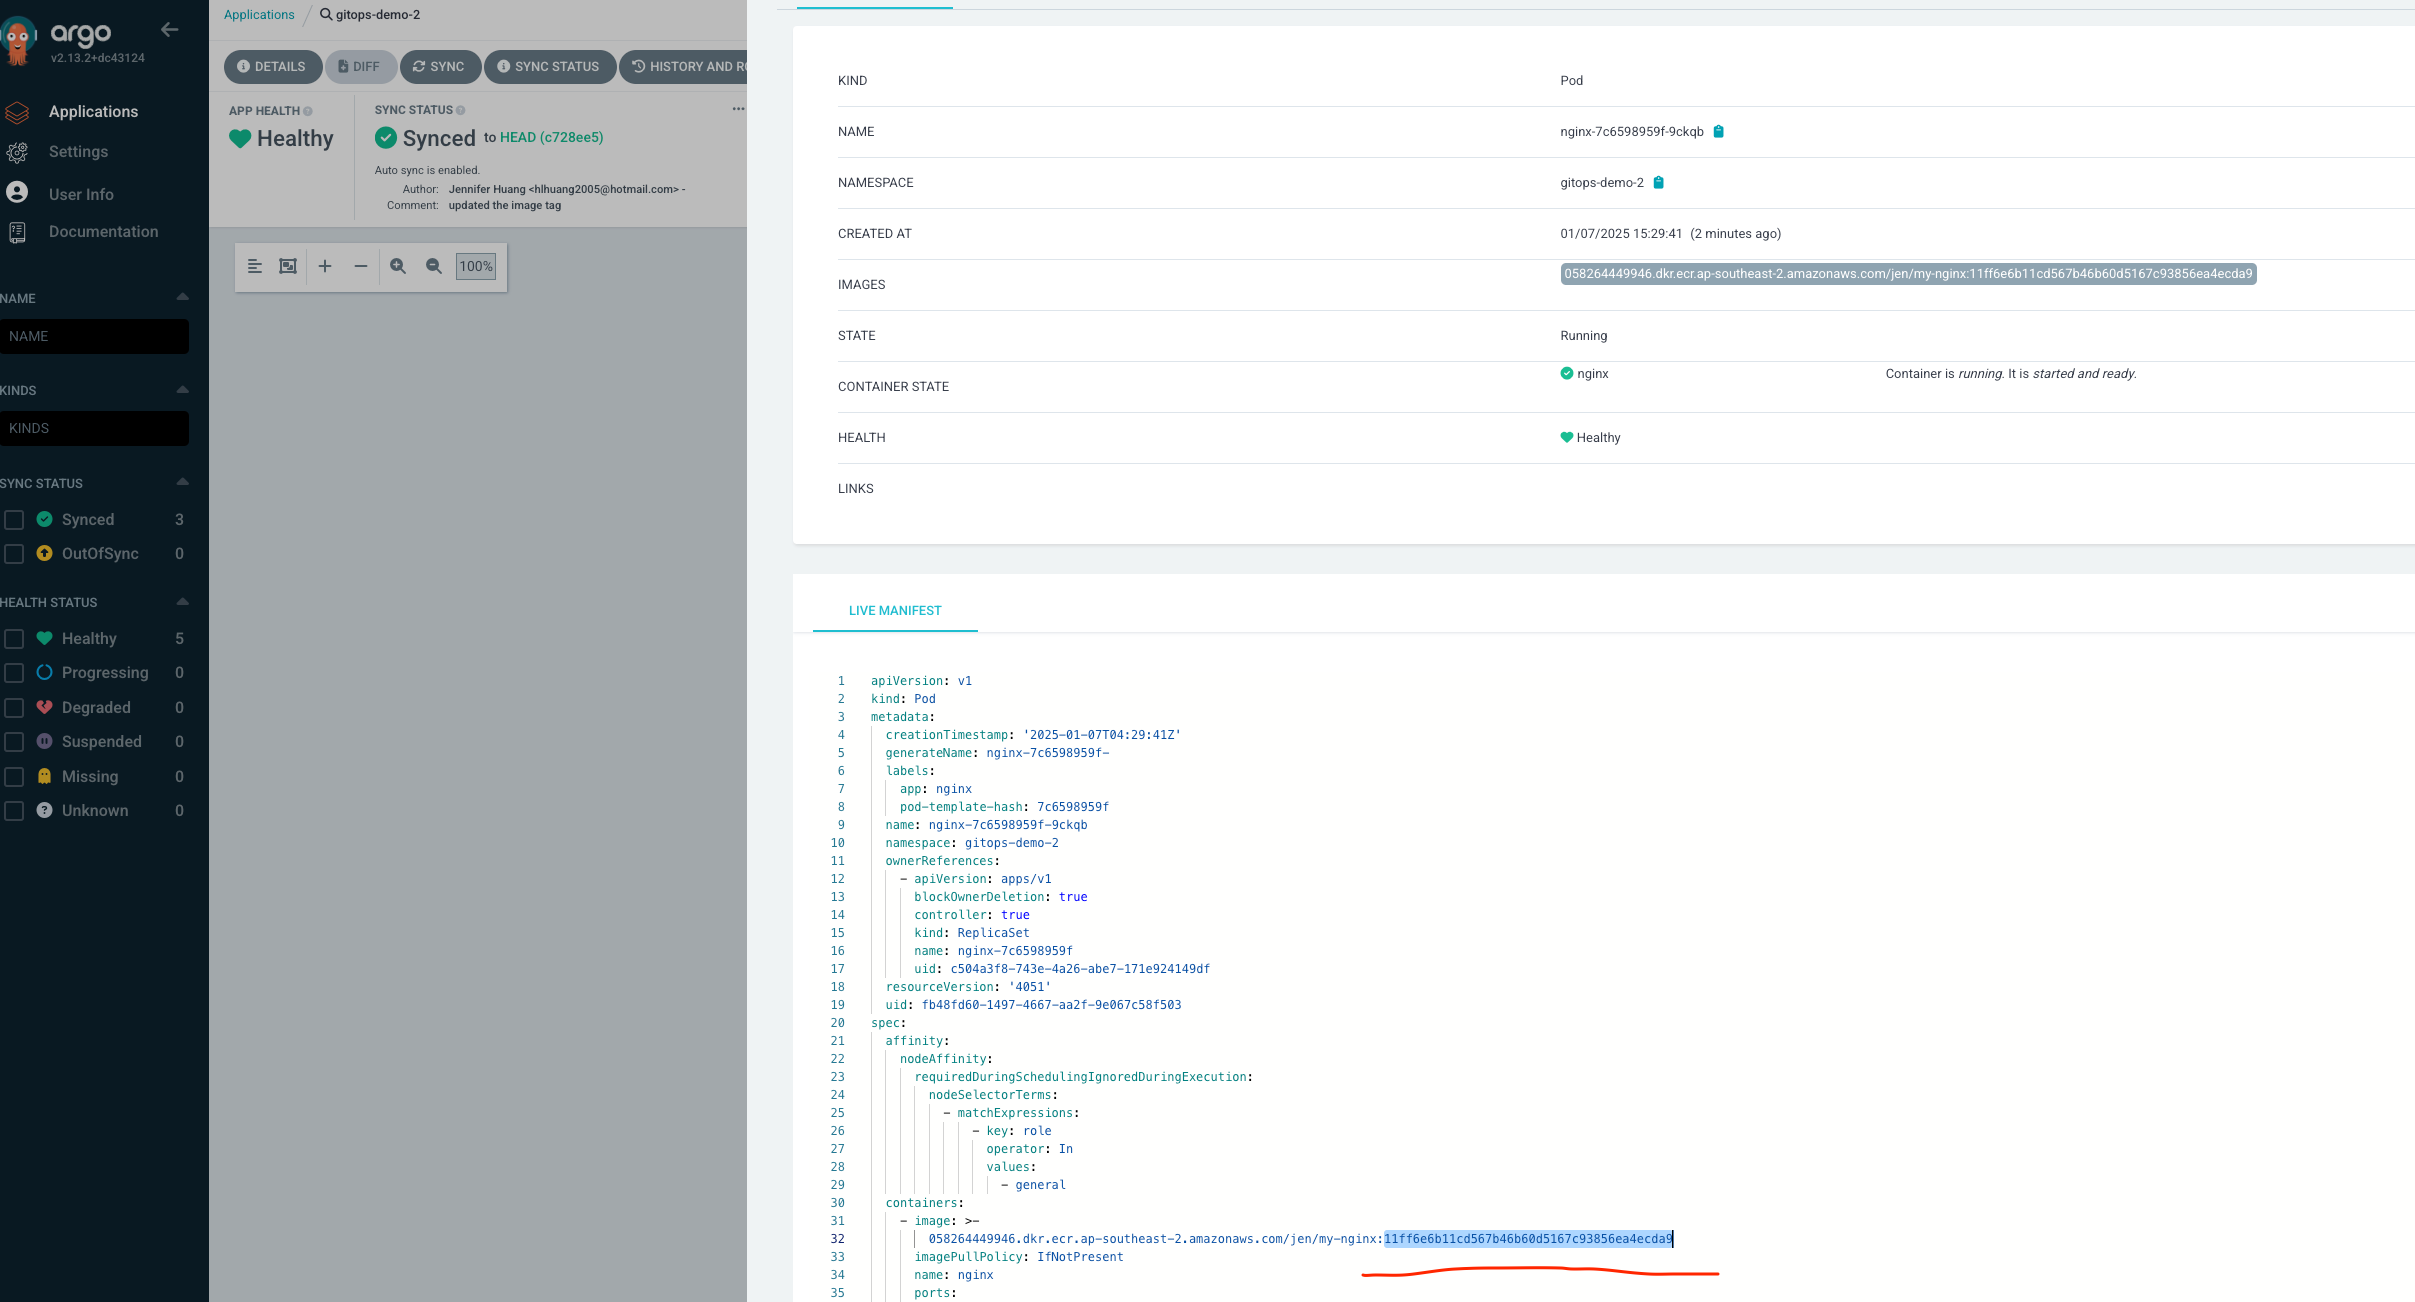 argo
v2.13.2+dc43124
Applications
Settings
User Info
Documentation
NAME
NAME
KINDS
KINDS
SYNC STATUS
Synced 3
OutOfSync 0
HEALTH STATUS
Healthy 5
Progressing 0
Degraded 0
Suspended 0
Missing 0
Unknown 0
Applications / gitops-demo-2
DETAILS DIFF SYNC SYNC STATUS HISTORY AND
APP HEALTH
Healthy
SYNC STATUS
Synced to HEAD (c728ee5)
Auto sync is enabled.
Author: Jennifer Huang <hlhuang2005@hotmail.com> -
Comment: updated the image tag
100%
KIND Pod
NAME nginx-7c6598959f-9ckqb
NAMESPACE gitops-demo-2
CREATED AT 01/07/2025 15:29:41 (2 minutes ago)
IMAGES 058264449946.dkr.ecr.ap-southeast-2.amazonaws.com/jen/my-nginx:11ff6e6b11cd567b46b60d5167c93856ea4ecda9
STATE Running
CONTAINER STATE nginx Container is running. It is started and ready.
HEALTH Healthy
LINKS
LIVE MANIFEST
1 apiVersion: v1
2 kind: Pod
3 metadata:
4 creationTimestamp: '2025-01-07T04:29:41Z'
5 generateName: nginx-7c6598959f-
6 labels:
7 app: nginx
8 pod-template-hash: 7c6598959f
9 name: nginx-7c6598959f-9ckqb
10 namespace: gitops-demo-2
11 ownerReferences:
12 - apiVersion: apps/v1
13 blockOwnerDeletion: true
14 controller: true
15 kind: ReplicaSet
16 name: nginx-7c6598959f
17 uid: c504a3f8-743e-4a26-abe7-171e924149df
18 resourceVersion: '4051'
19 uid: fb48fd60-1497-4667-aa2f-9e067c58f503
20 spec:
21 affinity:
22 nodeAffinity:
23 requiredDuringSchedulingIgnoredDuringExecution:
24 nodeSelectorTerms:
25 - matchExpressions:
26 - key: role
27 operator: In
28 values:
29 - general
30 containers:
31 - image: >-
32 058264449946.dkr.ecr.ap-southeast-2.amazonaws.com/jen/my-nginx:11ff6e6b11cd567b46b60d5167c93856ea4ecda9
33 imagePullPolicy: IfNotPresent
34 name: nginx
35 ports: